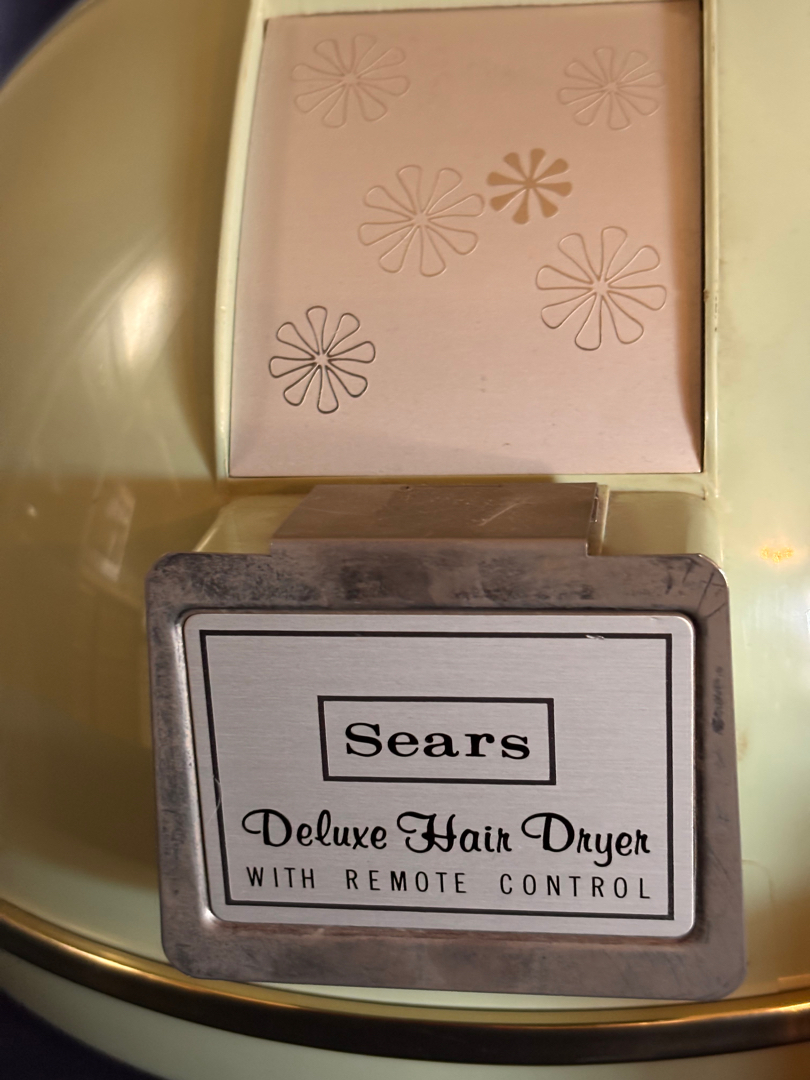 Sears
Deluxe Hair Dryer
WITH REMOTE CONTROL